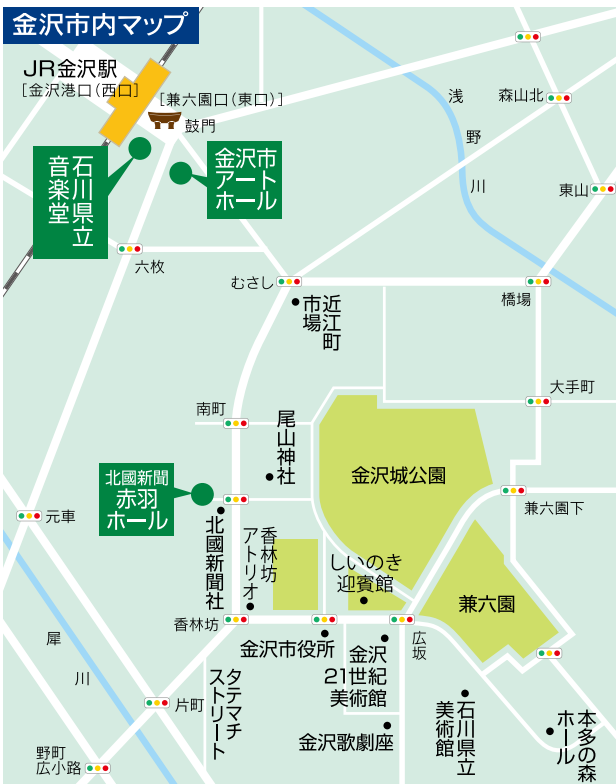 金沢市内マップ
JR金沢駅
［金沢港口（西口）］
［兼六園口（東口）］
鼓門
石川県立
音楽堂
金沢市
アート
ホール
浅野川
森山北
東山
六枚
むさし
橋場
近江町
市場
大手町
南町
尾山神社
金沢城公園
北國新聞
赤羽
ホール
兼六園下
元車
北國新聞社
香林坊
アトリオ
しいのき
迎賓館
兼六園
香林坊
広坂
金沢市役所
金沢
21世紀
美術館
犀川
片町
タテマチ
ストリート
金沢歌劇座
石川県立
美術館
本多の森
ホール
野町
広小路